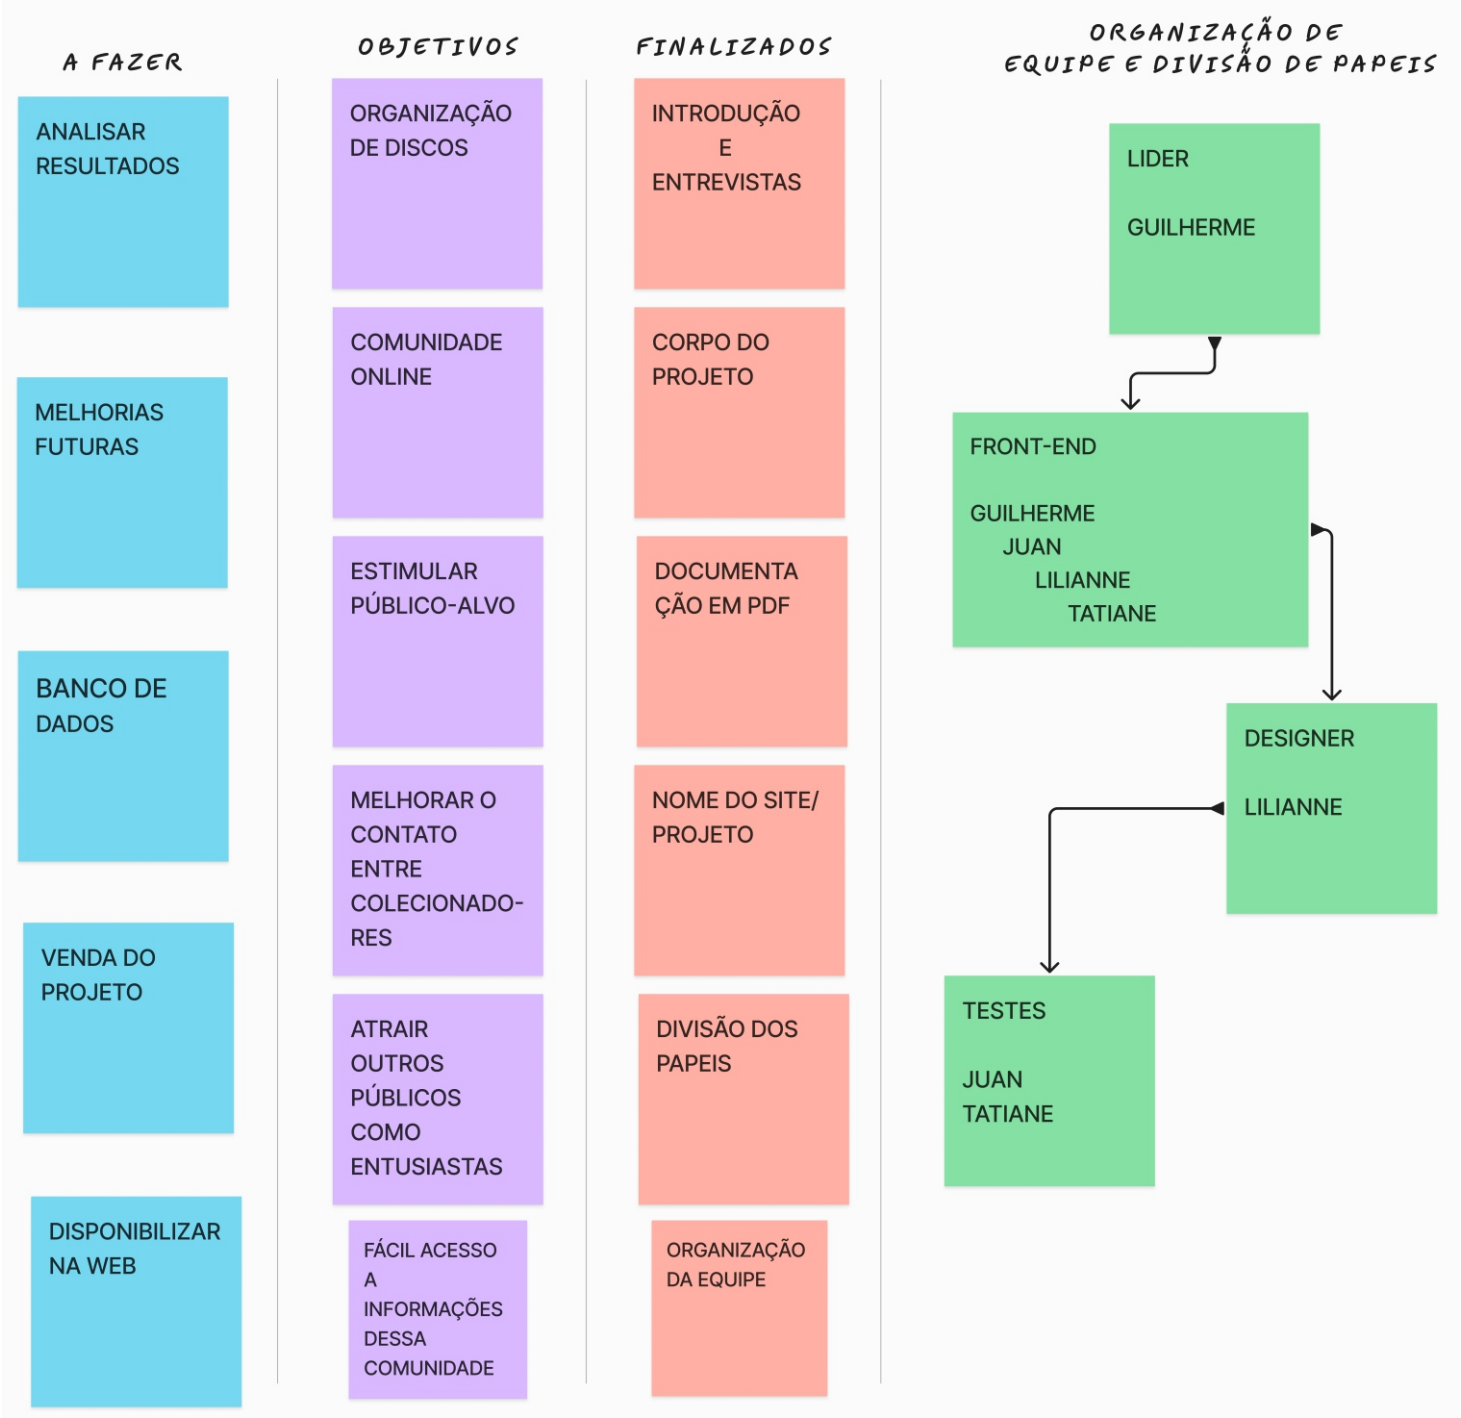 A FAZER
ANALISAR
RESULTADOS
MELHORIAS
FUTURAS
BANCO DE
DADOS
VENDA DO
PROJETO
DISPONIBILIZAR
NA WEB
OBJETIVOS
ORGANIZAÇÃO
DE DISCOS
COMUNIDADE
ONLINE
ESTIMULAR
PÚBLICO-ALVO
MELHORAR O
CONTATO
ENTRE
COLECIONADO-
RES
ATRAIR
OUTROS
PÚBLICOS
COMO
ENTUSIASTAS
FÁCIL ACESSO
A
INFORMAÇÕES
DESSA
COMUNIDADE
FINALIZADOS
INTRODUÇÃO
E
ENTREVISTAS
CORPO DO
PROJETO
DOCUMENTA
ÇÃO EM PDF
NOME DO SITE/
PROJETO
DIVISÃO DOS
PAPEIS
ORGANIZAÇÃO
DA EQUIPE
ORGANIZAÇÃO DE
EQUIPE E DIVISÃO DE PAPEIS
LIDER
GUILHERME
FRONT-END
GUILHERME
JUAN
LILIANNE
TATIANE
DESIGNER
LILIANNE
TESTES
JUAN
TATIANE